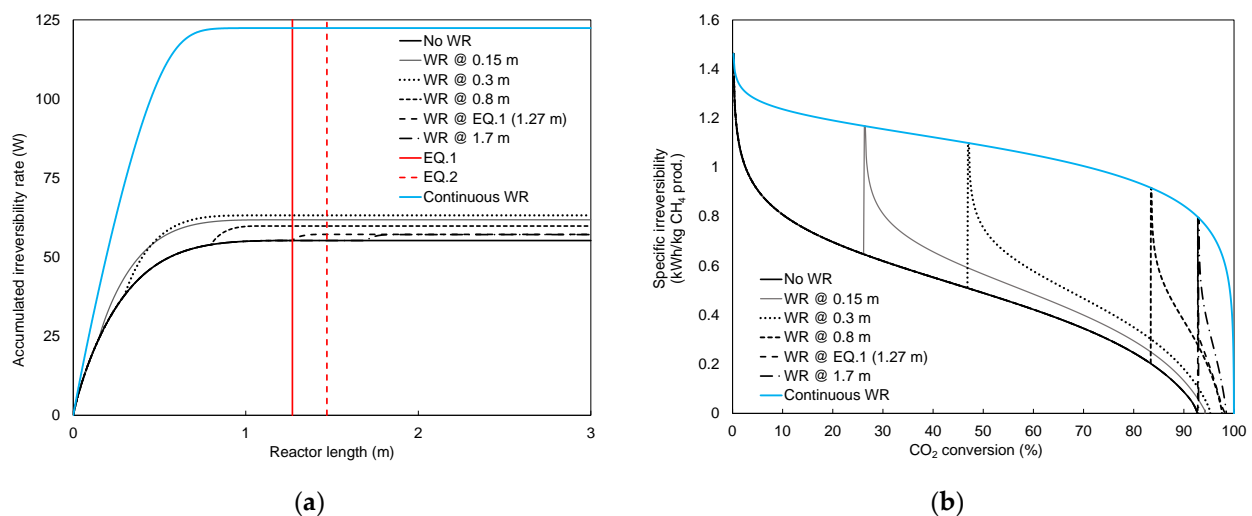 Accumulated irreversibility rate (W)
125
100
75
50
25
0
0
1
2
3
Reactor length (m)
No WR
WR @ 0.15 m
WR @ 0.3 m
WR @ 0.8 m
WR @ EQ.1 (1.27 m)
WR @ 1.7 m
EQ.1
EQ.2
Continuous WR
(a)
Specific irreversibility
(kWh/kg CH₄ prod.)
1.6
1.4
1.2
1
0.8
0.6
0.4
0.2
0
0
10
20
30
40
50
60
70
80
90
100
CO₂ conversion (%)
No WR
WR @ 0.15 m
WR @ 0.3 m
WR @ 0.8 m
WR @ EQ.1 (1.27 m)
WR @ 1.7 m
Continuous WR
(b)